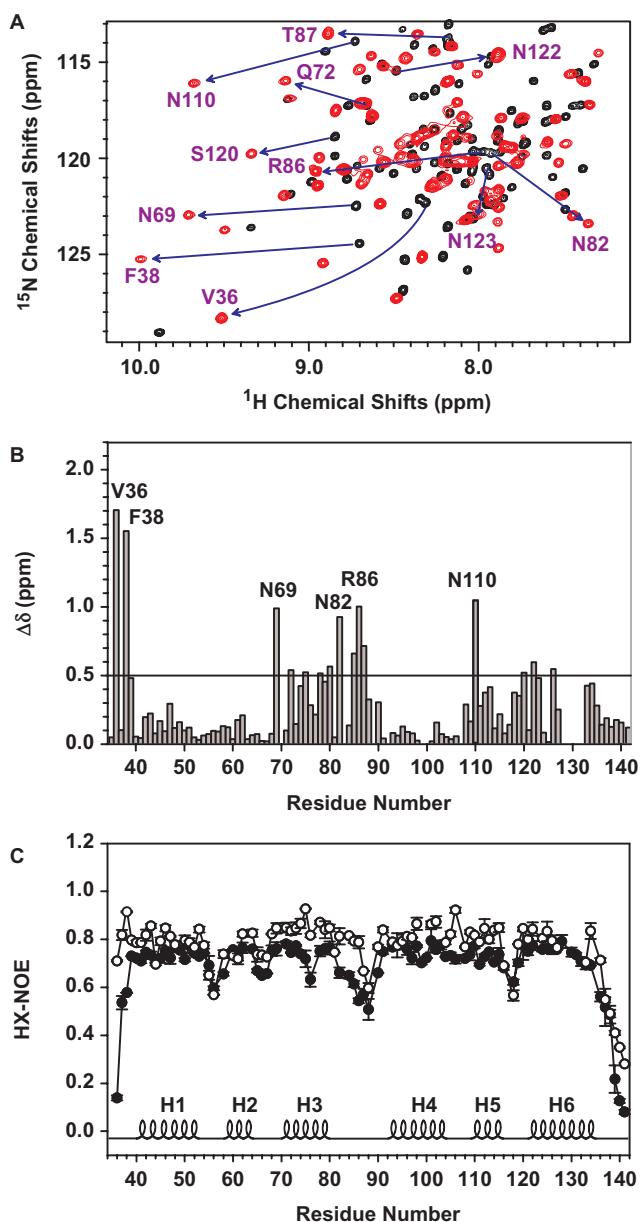 A
T87
N122
N110
Q72
S120
R86
N69
N123
N82
F38
V36
115
120
125
¹⁵N Chemical Shifts (ppm)
10.0 9.0 8.0
¹H Chemical Shifts (ppm)
B
2.0
1.5
1.0
0.5
0.0
V36
F38
N69
N82
R86
N110
Δδ (ppm)
40 50 60 70 80 90 100 110 120 130 140
Residue Number
C
1.2
1.0
0.8
0.6
0.4
0.2
0.0
HX-NOE
H1 H2 H3 H4 H5 H6
40 50 60 70 80 90 100 110 120 130 140
Residue Number